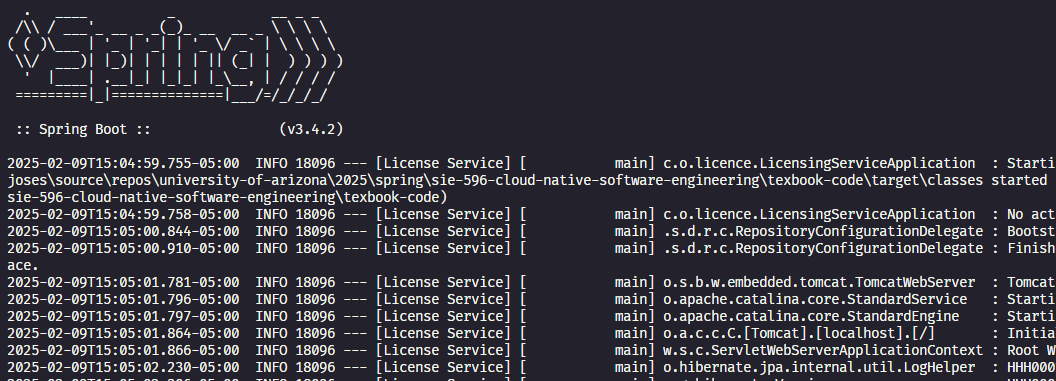 .   ____          _            __ _ _
 /\\ / ___'_ __ _ _(_)_ __  __ _ \ \ \ \
( ( )\___ | '_ | '_| | '_ \/ _` | \ \ \ \
 \\/  ___)| |_)| | | | | || (_| |  ) ) ) )
  '  |____| .__|_| |_|_| |_\__, | / / / /
 =========|_|==============|___/=/_/_/_/
:: Spring Boot ::                (v3.4.2)
2025-02-09T15:04:59.755-05:00  INFO 18096 --- [License Service] [           main] c.o.licence.LicensingServiceApplication  : Starti
joses\source\repos\university-of-arizona\2025\spring\sie-596-cloud-native-software-engineering\texbook-code\target\classes started
sie-596-cloud-native-software-engineering\texbook-code)
2025-02-09T15:04:59.758-05:00  INFO 18096 --- [License Service] [           main] c.o.licence.LicensingServiceApplication  : No act
2025-02-09T15:05:00.844-05:00  INFO 18096 --- [License Service] [           main] .s.d.r.c.RepositoryConfigurationDelegate : Bootst
2025-02-09T15:05:00.910-05:00  INFO 18096 --- [License Service] [           main] .s.d.r.c.RepositoryConfigurationDelegate : Finish
ace.
2025-02-09T15:05:01.781-05:00  INFO 18096 --- [License Service] [           main] o.s.b.w.embedded.tomcat.TomcatWebServer  : Tomcat
2025-02-09T15:05:01.796-05:00  INFO 18096 --- [License Service] [           main] o.apache.catalina.core.StandardService   : Starti
2025-02-09T15:05:01.797-05:00  INFO 18096 --- [License Service] [           main] o.apache.catalina.core.StandardEngine    : Starti
2025-02-09T15:05:01.864-05:00  INFO 18096 --- [License Service] [           main] o.a.c.c.C.[Tomcat].[localhost].[/]       : Initia
2025-02-09T15:05:01.866-05:00  INFO 18096 --- [License Service] [           main] w.s.c.ServletWebServerApplicationContext : Root W
2025-02-09T15:05:02.230-05:00  INFO 18096 --- [License Service] [           main] o.hibernate.jpa.internal.util.LogHelper  : HHH000